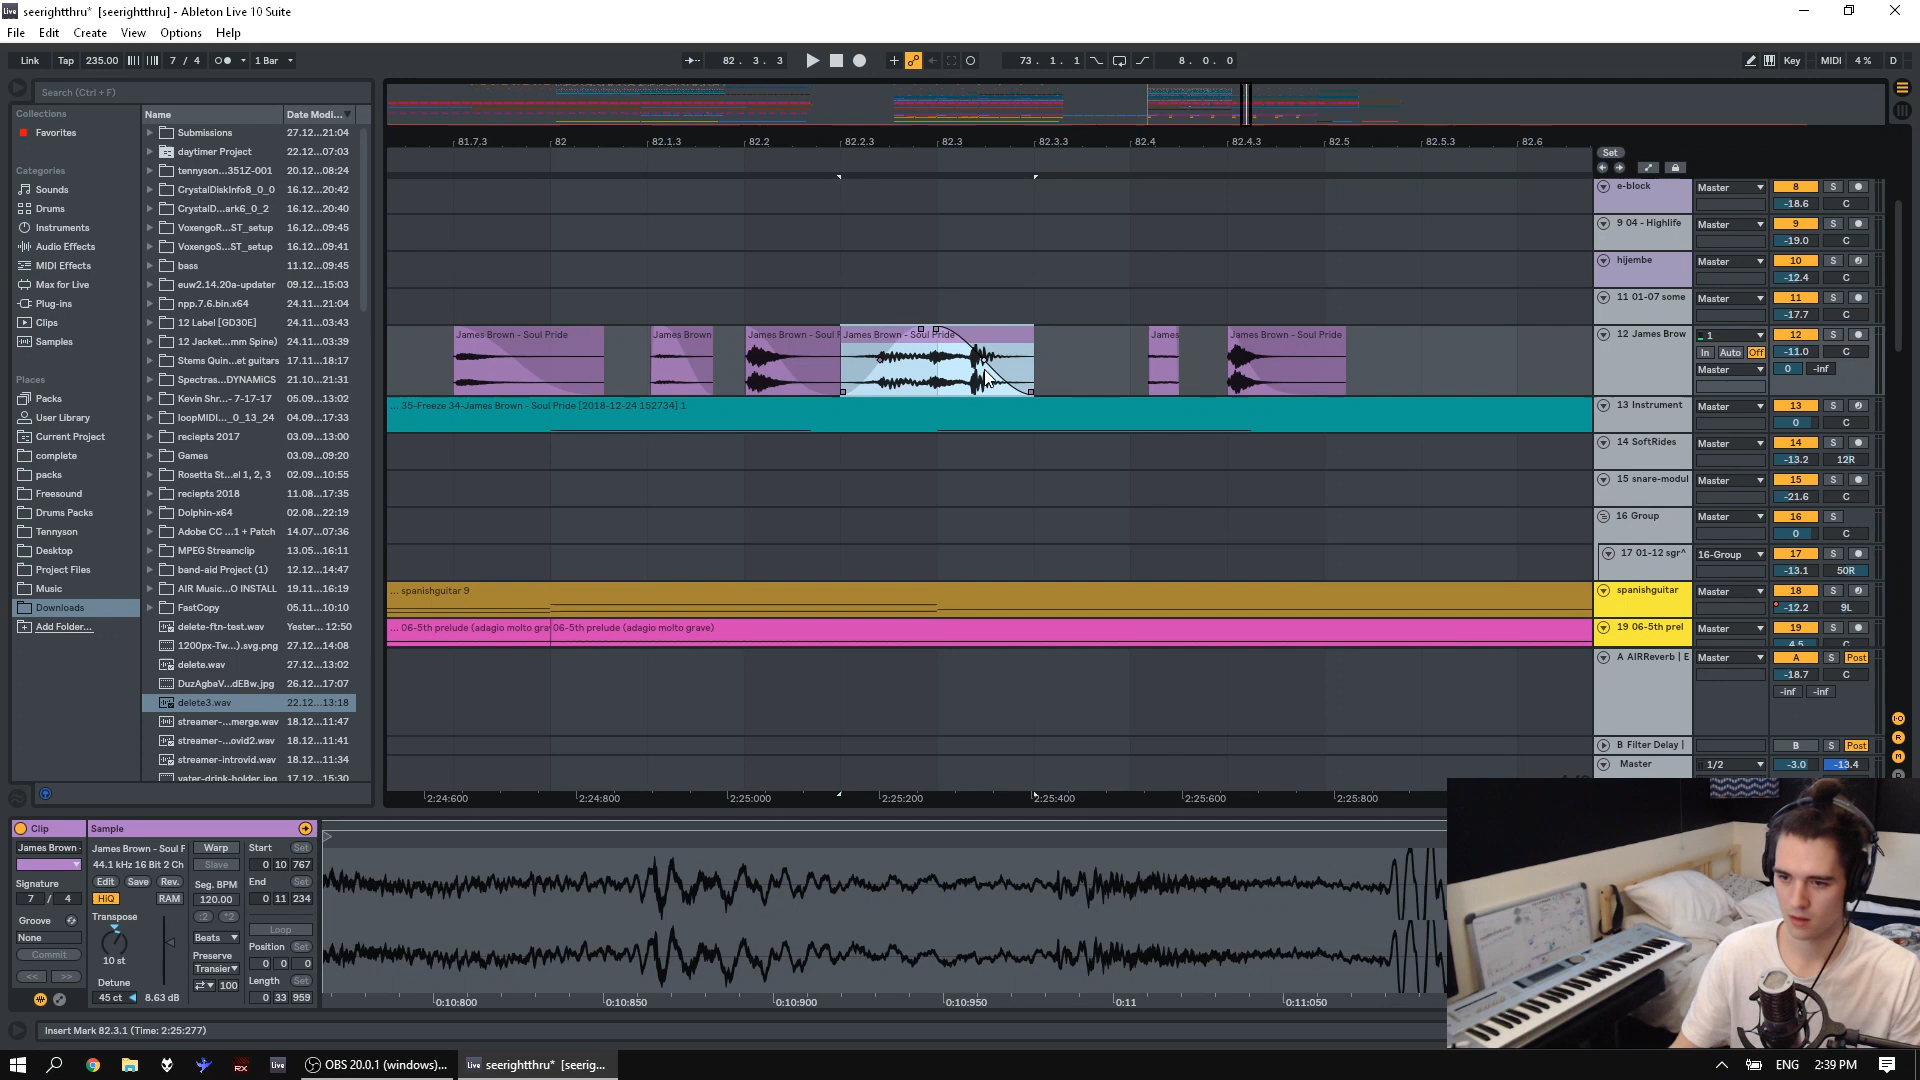 seerightthru* [seerightthru] - Ableton Live 10 Suite
File Edit Create View Options Help
Link Tap 235.00 7 / 4 1 Bar 82 . 3 . 3 73 . 1 . 1 8 . 0 . 0 Key MIDI 4 % D
Search (Ctrl + F)
Collections
Favorites
Categories
Sounds
Drums
Instruments
Audio Effects
MIDI Effects
Max for Live
Plug-ins
Clips
Samples
Places
Packs
User Library
Current Project
complete
packs
Freesound
Drums Packs
Tennyson
Desktop
Project Files
Music
Downloads
Add Folder...
Name Date Modi...
Submissions 27.12...21:04
daytimer Project 22.12...07:03
tennyson...351Z-001 20.12...08:24
CrystalDiskInfo8_0_0 16.12...20:42
CrystalD...ark6_0_2 16.12...20:40
VoxengoR...ST_setup 16.12...09:45
VoxengoS...ST_setup 16.12...09:41
bass 11.12...09:45
euw2.14.20a-updater 09.12...15:03
npp.7.6.bin.x64 24.11...21:04
12 Label [GD30E] 24.11...03:43
12 Jacket...mm Spine) 24.11...03:39
Stems Quin...et guitars 17.11...18:17
Spectras...DYNAMiCS 21.10...11:51
Kevin Shr...- 7-17-17 05.09...13:02
loopMIDI..._0_13_24 04.09...17:33
reciepts 2017 03.09...13:00
Games 03.09...09:20
Rosetta St...el 1, 2, 3 02.09...10:55
reciepts 2018 11.08...17:35
Dolphin-x64 02.08...22:19
Adobe CC ...1 + Patch 14.07...07:36
MPEG Streamclip 13.05...16:11
band-aid Project (1) 12.12...14:47
AIR Music...O INSTALL 19.11...16:19
FastCopy 05.11...10:10
delete-ftn-test.wav Yester... 12:50
1200px-Tw...).svg.png 27.12...14:08
delete.wav 27.12...13:02
DuzAgbaV...dEBw.jpg 26.12...17:07
delete3.wav 22.12...13:18
streamer-...merge.wav 18.12...11:47
streamer-...ovid2.wav 18.12...11:41
streamer-introvid.wav 18.12...11:34
vater-drink-holder.jpg 17.12...15:30
81.7.3 82 82.1.3 82.2 82.2.3 82.3 82.3.3 82.4 82.4.3 82.5 82.5.3 82.6
Set
e-block Master 8 S
-18.6 C
9 04 - Highlife Master 9 S
-19.0 C
hijembe Master 10 S
-12.4 C
11 01-07 some Master 11 S
-17.7 C
James Brown - Soul Pride James Brown James Brown - Soul F James Brown - Soul Pride James James Brown - Soul Pride
12 James Brow 1 12 S
In Auto Off -11.0 C
Master 0 -inf
... 35-Freeze 34-James Brown - Soul Pride [2018-12-24 152734] 1
13 Instrument Master 13 S
0 C
14 SoftRides Master 14 S
-13.2 12R
15 snare-modul Master 15 S
-21.6 C
16 Group Master 16 S
0 C
17 01-12 sgr^ 16-Group 17 S
-13.1 50R
... spanishguitar 9
spanishguitar Master 18 S
-12.2 9L
... 06-5th prelude (adagio molto grav 06-5th prelude (adagio molto grave)
19 06-5th prel Master 19 S
4.5 C
A AIRReverb | E Master A S Post
-18.7 C
-inf -inf
B Filter Delay | B S Post
Master 1/2 -3.0 -13.4
2:24:600 2:24:800 2:25:000 2:25:200 2:25:400 2:25:600 2:25:800
Clip
James Brown -
Signature
7 / 4
Groove
None
Commit
<< >>
Sample
James Brown - Soul F
44.1 kHz 16 Bit 2 Ch
Edit Save Rev.
HiQ RAM
Transpose
10 st
Detune
45 ct 8.63 dB
Warp
Slave
Seg. BPM
120.00
:2 *2
Beats
Preserve
Transier
100
Start Set
0 10 767
End Set
0 11 234
Loop
Position Set
0 0 0
Length Set
0 33 959
0:10:800 0:10:850 0:10:900 0:10:950 0:11 0:11:050
Insert Mark 82.3.1 (Time: 2:25:277)
RX Live OBS 20.0.1 (windows)... Live seerightthru* [seerig... ENG 2:39 PM